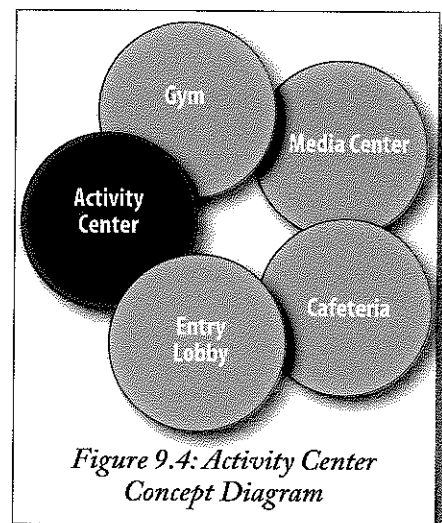 Gym
Media Center
Activity
Center
Cafeteria
Entry
Lobby
Figure 9.4: Activity Center
Concept Diagram